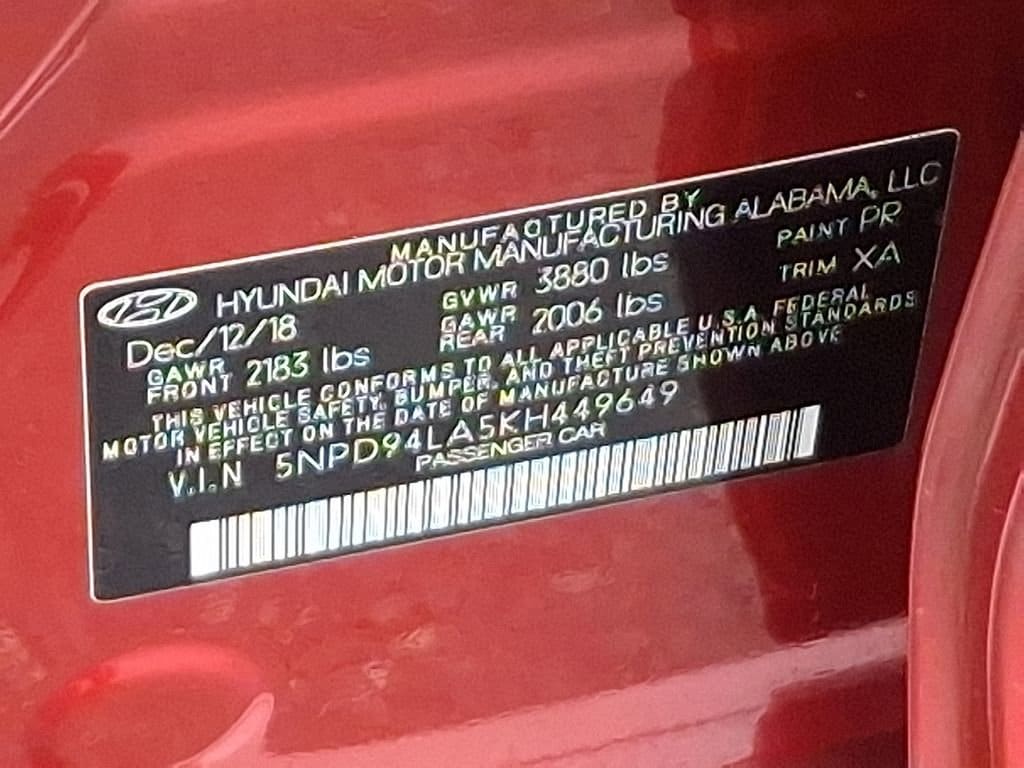 MANUFACTURED BY
HYUNDAI MOTOR MANUFACTURING ALABAMA, LLC
Dec/12/18 GVWR 3880 lbs PAINT PR
GAWR FRONT 2183 lbs GAWR REAR 2006 lbs TRIM XA
THIS VEHICLE CONFORMS TO ALL APPLICABLE U.S.A. FEDERAL
MOTOR VEHICLE SAFETY, BUMPER, AND THEFT PREVENTION STANDARDS
IN EFFECT ON THE DATE OF MANUFACTURE SHOWN ABOVE
V.I.N 5NPD94LA5KH449649
PASSENGER CAR